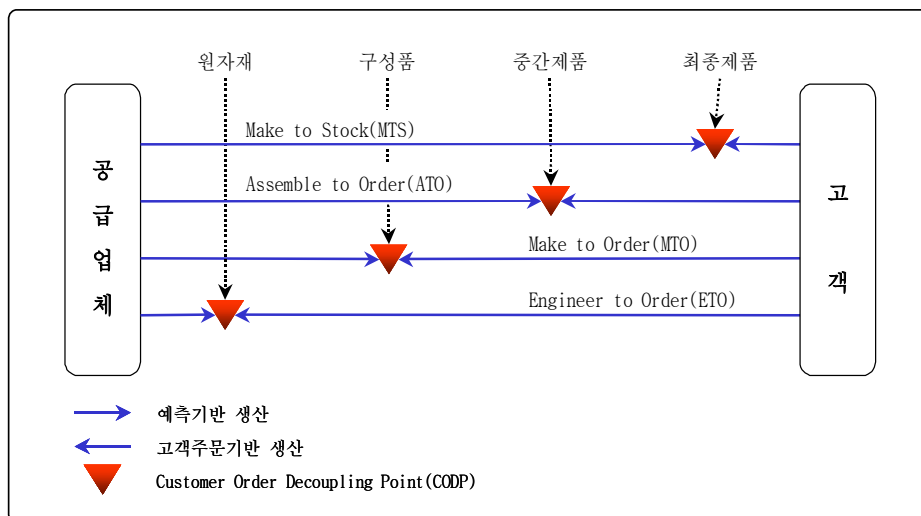 원자재 구성품 중간제품 최종제품
Make to Stock(MTS)
Assemble to Order(ATO)
Make to Order(MTO)
Engineer to Order(ETO)
공급업체
고객
예측기반 생산
고객주문기반 생산
Customer Order Decoupling Point(CODP)